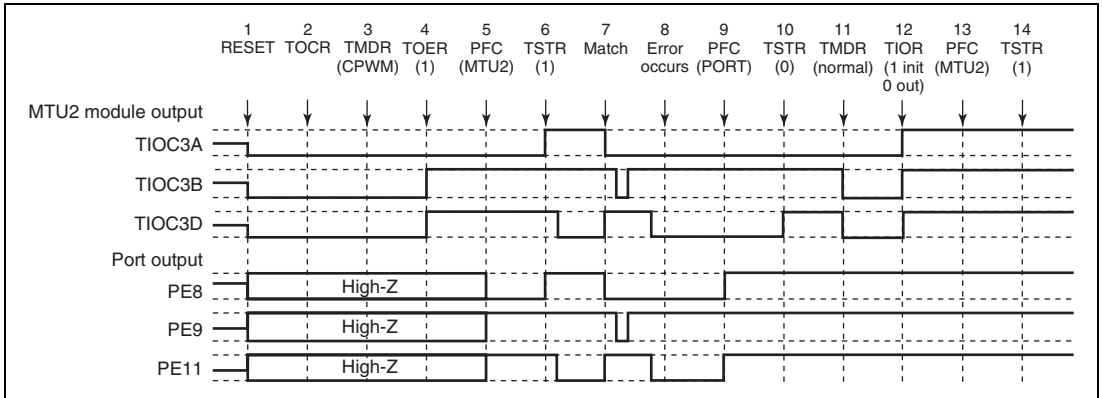 1 2 3 4 5 6 7 8 9 10 11 12 13 14
RESET TOCR TMDR TOER PFC TSTR Match Error PFC TSTR TMDR TIOR PFC TSTR
(CPWM) (1) (MTU2) (1) occurs (PORT) (0) (normal) (1 init (MTU2) (1)
0 out)
MTU2 module output
TIOC3A
TIOC3B
TIOC3D
Port output
PE8 High-Z
PE9 High-Z
PE11 High-Z